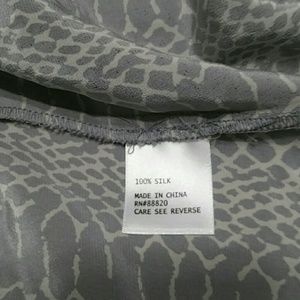 100% SILK
MADE IN CHINA
RN#88820
CARE SEE REVERSE